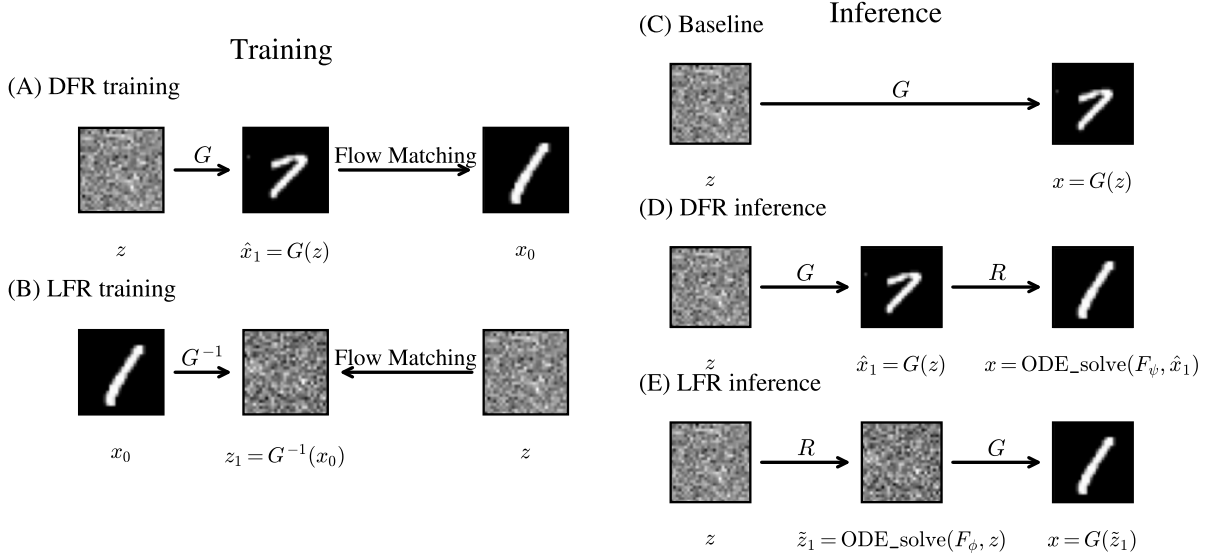 Training
(A) DFR training
G
Flow Matching
z
x̂₁ = G(z)
x₀
(B) LFR training
G⁻¹
Flow Matching
x₀
z₁ = G⁻¹(x₀)
z
Inference
(C) Baseline
G
z
x = G(z)
(D) DFR inference
G
R
z
x̂₁ = G(z)
x = ODE_solve(F_ψ, x̂₁)
(E) LFR inference
R
G
z
z̃₁ = ODE_solve(F_ϕ, z)
x = G(z̃₁)